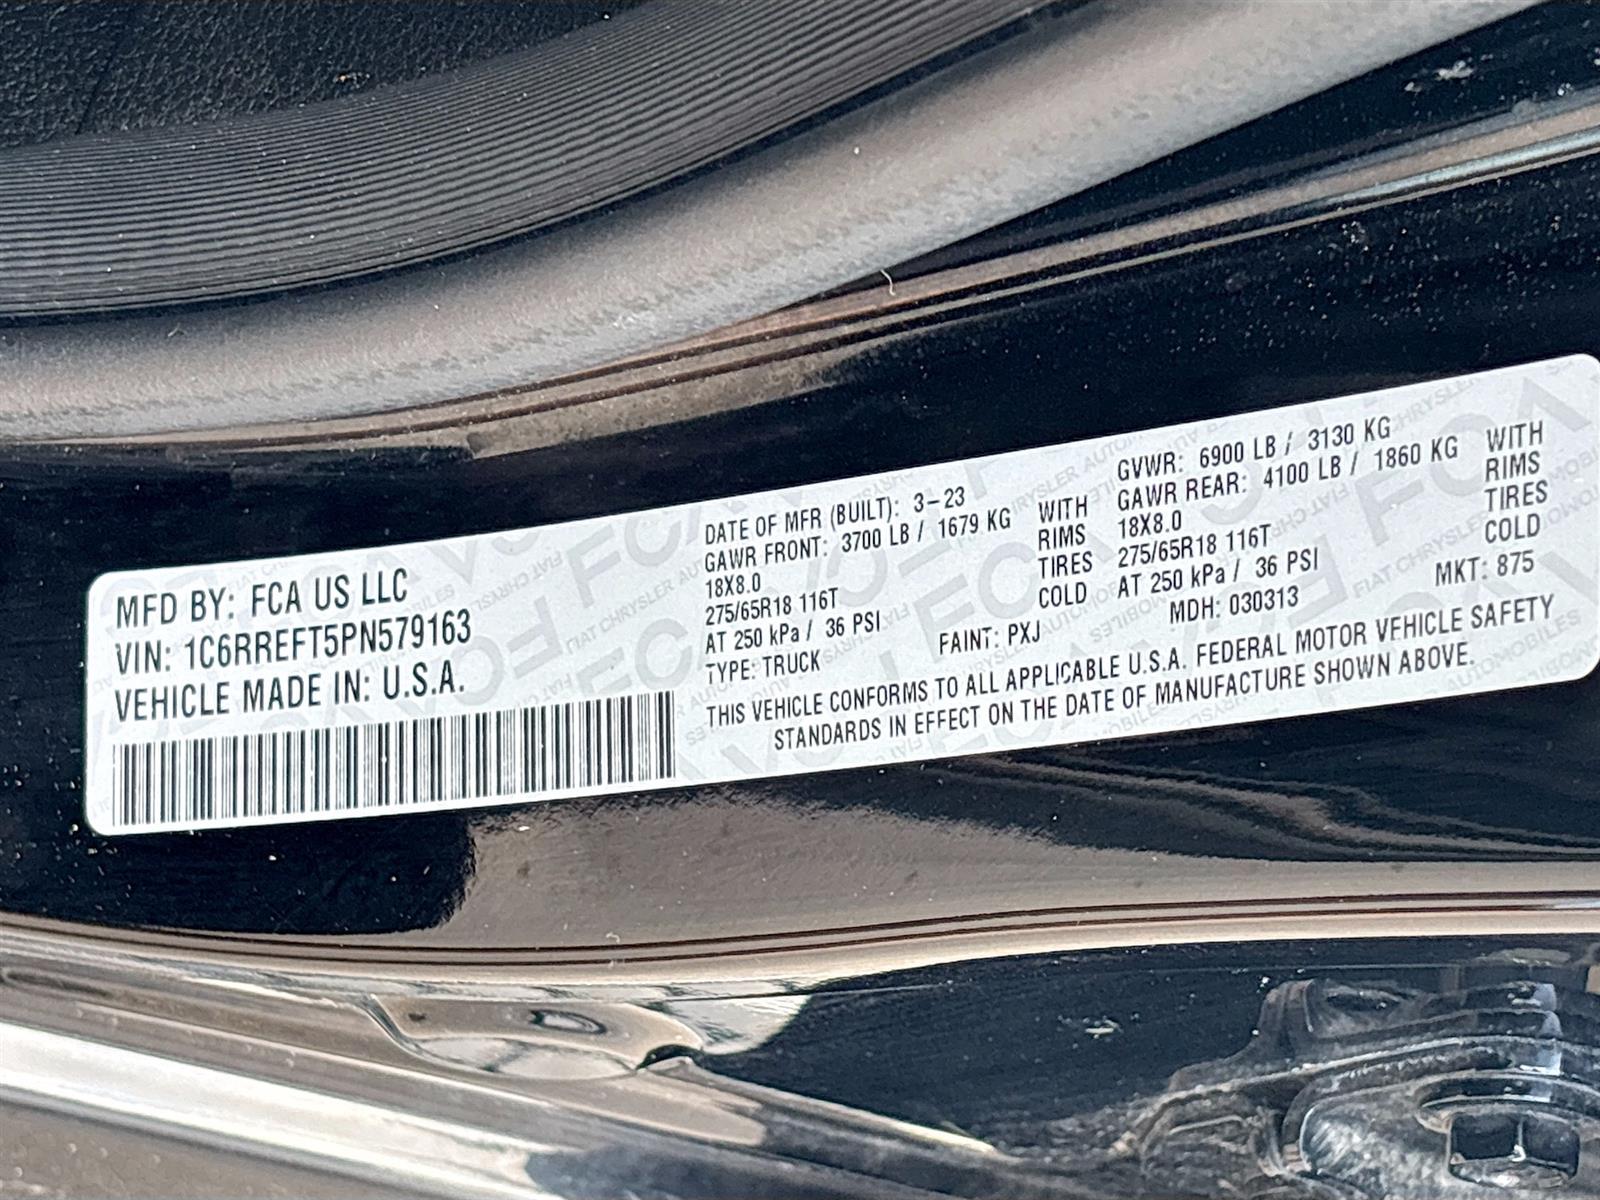 MFD BY: FCA US LLC
VIN: 1C6RREFT5PN579163
VEHICLE MADE IN: U.S.A.
DATE OF MFR (BUILT): 3-23
GAWR FRONT: 3700 LB / 1679 KG WITH
18X8.0 RIMS
275/65R18 116T TIRES
AT 250 kPa / 36 PSI COLD
TYPE: TRUCK
GVWR: 6900 LB / 3130 KG
GAWR REAR: 4100 LB / 1860 KG WITH
18X8.0 RIMS
275/65R18 116T TIRES
AT 250 kPa / 36 PSI COLD
FAINT: PXJ MDH: 030313 MKT: 875
THIS VEHICLE CONFORMS TO ALL APPLICABLE U.S.A. FEDERAL MOTOR VEHICLE SAFETY
STANDARDS IN EFFECT ON THE DATE OF MANUFACTURE SHOWN ABOVE.